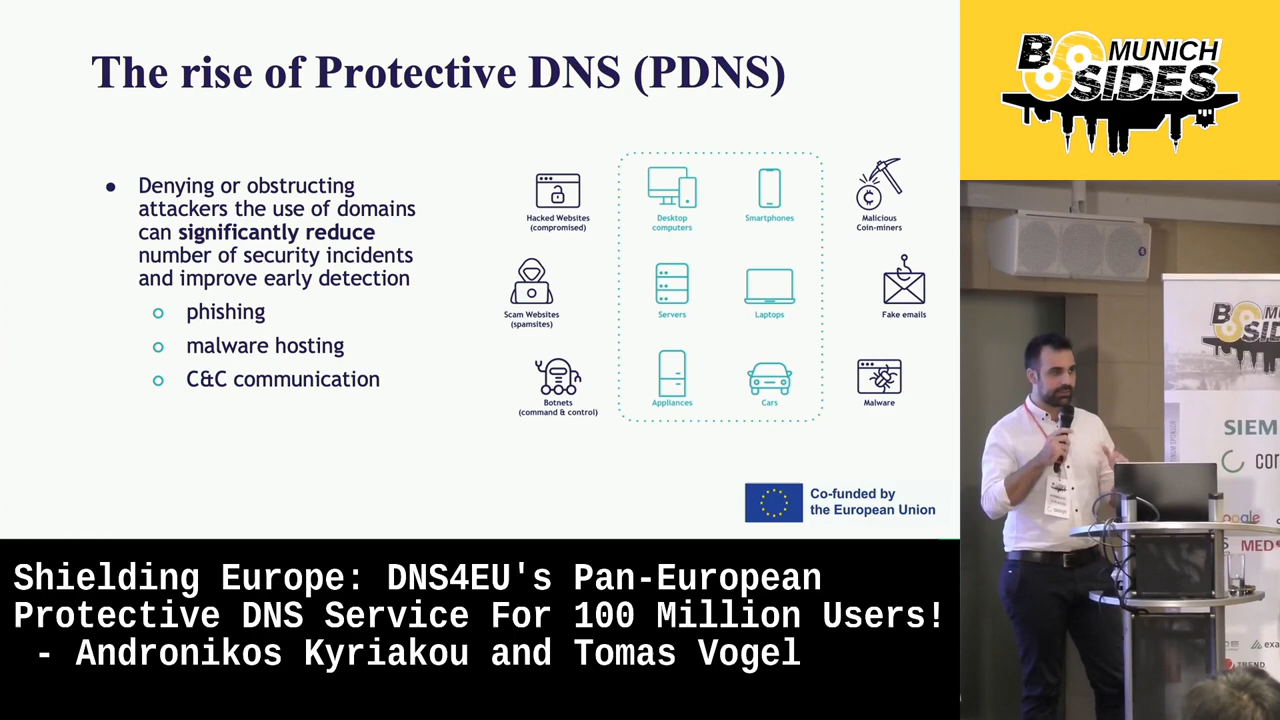 The rise of Protective DNS (PDNS)
● Denying or obstructing
attackers the use of domains
can significantly reduce
number of security incidents
and improve early detection
○ phishing
○ malware hosting
○ C&C communication
Hacked Websites
(compromised)
Desktop
computers
Smartphones
Malicious
Coin-miners
Scam Websites
(spamsites)
Servers
Laptops
Fake emails
Botnets
(command & control)
Appliances
Cars
Malware
Co-funded by
the European Union
BSIDES MUNICH
SIEM
Shielding Europe: DNS4EU's Pan-European
Protective DNS Service For 100 Million Users!
- Andronikos Kyriakou and Tomas Vogel